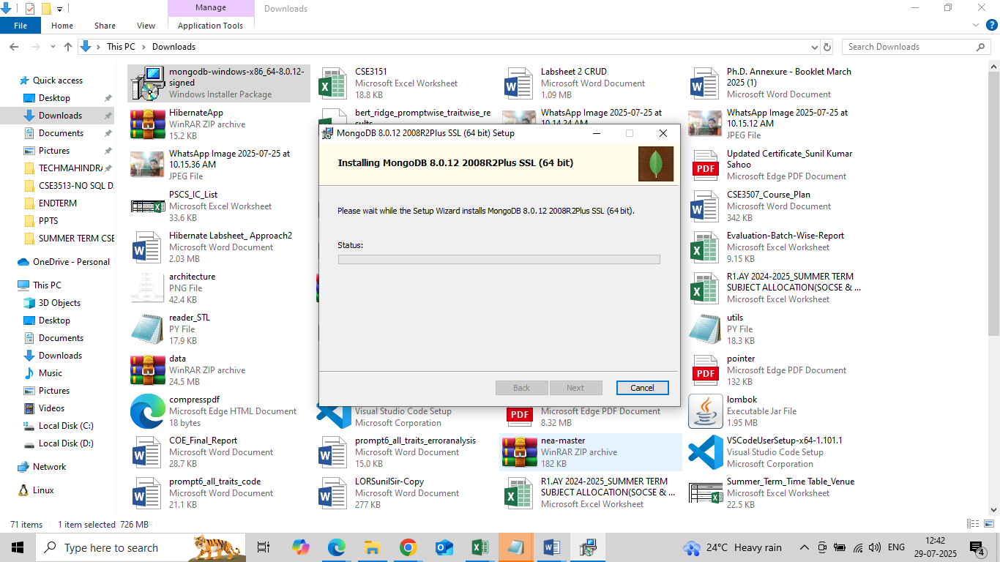 Manage
Downloads
File
Home
Share
View
Application Tools
This PC
Downloads
Search Downloads
Quick access
Desktop
Downloads
Documents
Pictures
TECHMAHINDRA
CSE3513-NO SQL DA
ENDTERM
PPTS
SUMMER TERM CSE
OneDrive - Personal
This PC
3D Objects
Desktop
Documents
Downloads
Music
Pictures
Videos
Local Disk (C:)
Local Disk (D:)
Network
Linux
mongodb-windows-x86_64-8.0.12-
signed
Windows Installer Package
CSE3151
Microsoft Excel Worksheet
18.8 KB
Labsheet 2 CRUD
Microsoft Word Document
1.09 MB
Ph.D. Annexure - Booklet March
2025 (1)
Microsoft Word Document
HibernateApp
WinRAR ZIP archive
15.2 KB
bert_ridge_promptwise_traitwise_re
WhatsApp Image 2025-07-25 at
WhatsApp Image 2025-07-25 at
10.15.12 AM
JPEG File
WhatsApp Image 2025-07-25 at
10.15.36 AM
JPEG File
Updated Certificate_Sunil Kumar
Sahoo
Microsoft Edge PDF Document
PSCS_IC_List
Microsoft Excel Worksheet
33.6 KB
CSE3507_Course_Plan
Microsoft Word Document
342 KB
Hibernate Labsheet_ Approach2
Microsoft Word Document
2.03 MB
Evaluation-Batch-Wise-Report
Microsoft Excel Worksheet
9.15 KB
architecture
PNG File
42.4 KB
R1.AY 2024-2025_SUMMER TERM
SUBJECT ALLOCATION(SOCSE & ...
Microsoft Excel Worksheet
reader_STL
PY File
17.9 KB
utils
PY File
18.3 KB
data
WinRAR ZIP archive
24.5 MB
PDF
pointer
Microsoft Edge PDF Document
132 KB
compresspdf
Microsoft Edge HTML Document
18 bytes
Visual Studio Code Setup
Microsoft Corporation
PDF
Microsoft Edge PDF Document
8.32 MB
lombok
Executable Jar File
1.95 MB
COE_Final_Report
Microsoft Word Document
28.7 KB
prompt6_all_traits_erroranalysis
Microsoft Word Document
15.0 KB
nea-master
WinRAR ZIP archive
182 KB
VSCodeUserSetup-x64-1.101.1
Visual Studio Code Setup
Microsoft Corporation
prompt6_all_traits_code
Microsoft Word Document
21.1 KB
LORSunilSir-Copy
Microsoft Word Document
277 KB
R1.AY 2024-2025_SUMMER TERM
SUBJECT ALLOCATION(SOCSE & ...
Microsoft Excel Worksheet
Summer_Term_Time Table_Venue
Microsoft Excel Worksheet
22.5 KB
MongoDB 8.0.12 2008R2Plus SSL (64 bit) Setup
Installing MongoDB 8.0.12 2008R2Plus SSL (64 bit)
Please wait while the Setup Wizard installs MongoDB 8.0.12 2008R2Plus SSL (64 bit).
Status:
Back
Next
Cancel
71 items
1 item selected 726 MB
Type here to search
24°C Heavy rain
ENG
12:42
29-07-2025
4